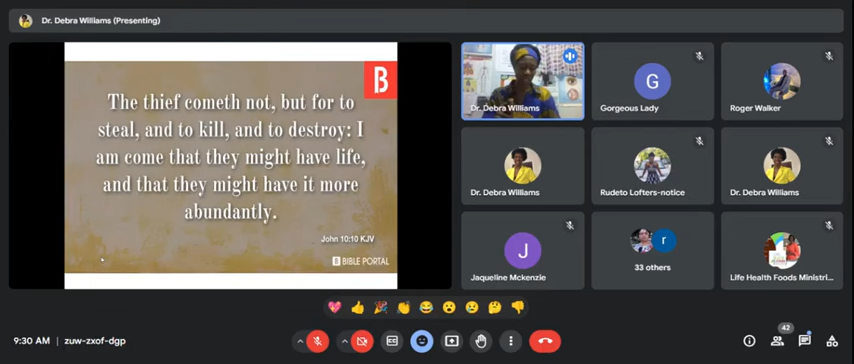 Dr. Debra Williams (Presenting)
B
The thief cometh not, but for to
steal, and to kill, and to destroy: I
am come that they might have life,
and that they might have it more
abundantly.
John 10:10 KJV
BIBLE PORTAL
Dr. Debra Williams
G
Gorgeous Lady
Roger Walker
Dr. Debra Williams
Rudeto Lofters-notice
Dr. Debra Williams
J
Jaqueline Mckenzie
r
33 others
Life Health Foods Ministri...
9:30 AM | zuw-zxof-dgp
CC
42